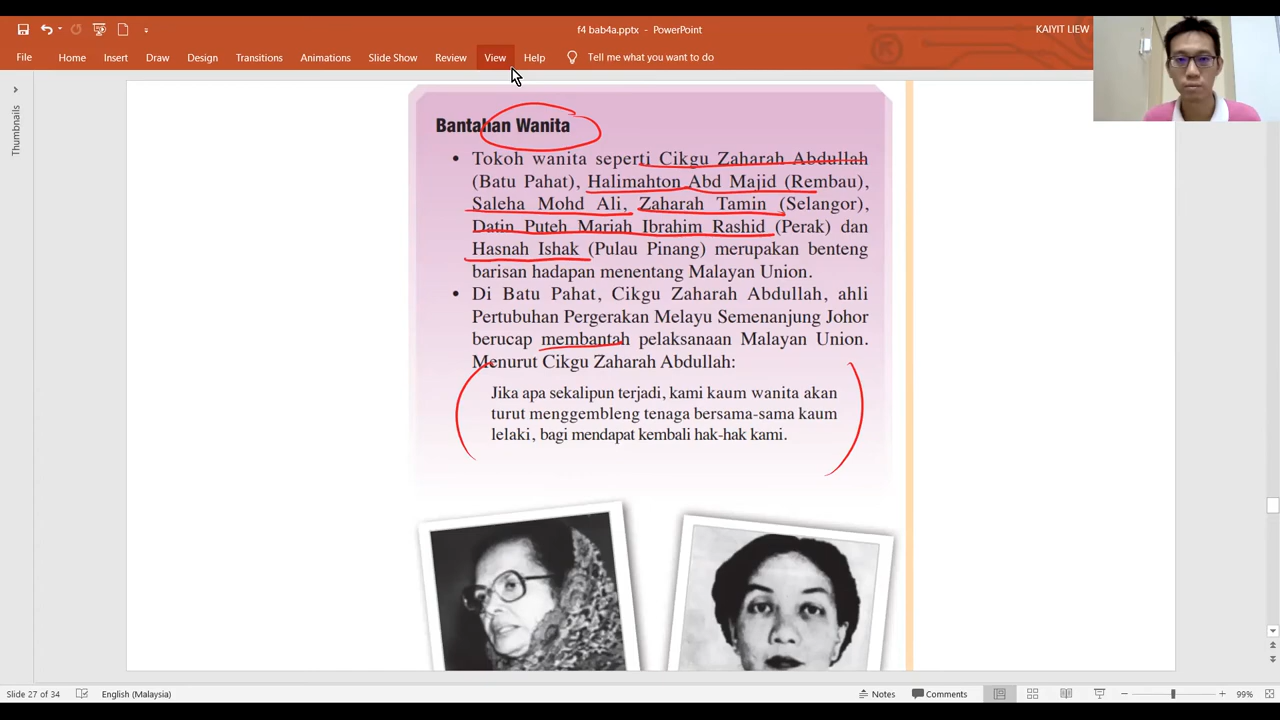 f4 bab4a.pptx - PowerPoint
KAIYIT LIEW
File Home Insert Draw Design Transitions Animations Slide Show Review View Help Tell me what you want to do
Thumbnails
Bantahan Wanita
• Tokoh wanita seperti Cikgu Zaharah Abdullah
(Batu Pahat), Halimahton Abd Majid (Rembau),
Saleha Mohd Ali, Zaharah Tamin (Selangor),
Datin Puteh Mariah Ibrahim Rashid (Perak) dan
Hasnah Ishak (Pulau Pinang) merupakan benteng
barisan hadapan menentang Malayan Union.
• Di Batu Pahat, Cikgu Zaharah Abdullah, ahli
Pertubuhan Pergerakan Melayu Semenanjung Johor
berucap membantah pelaksanaan Malayan Union.
Menurut Cikgu Zaharah Abdullah:
Jika apa sekalipun terjadi, kami kaum wanita akan
turut menggembleng tenaga bersama-sama kaum
lelaki, bagi mendapat kembali hak-hak kami.
Slide 27 of 34 English (Malaysia) Notes Comments 99%